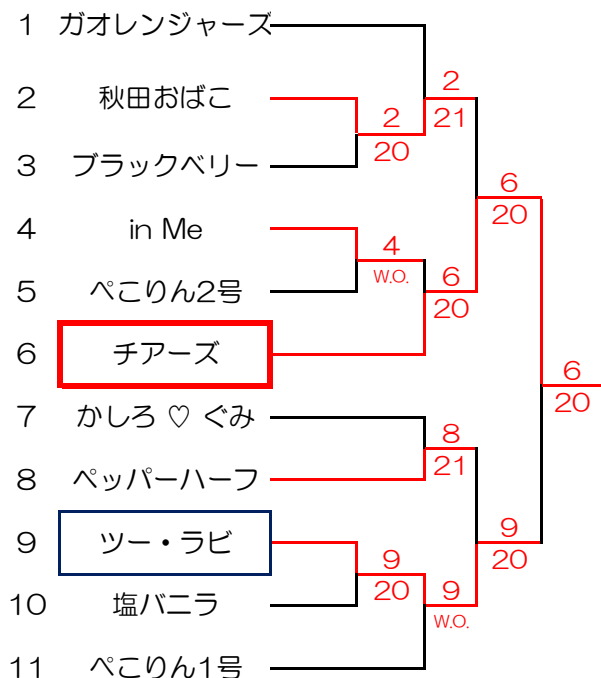 1 ガオレンジャーズ
2 秋田おばこ
3 ブラックベリー
4 in Me
5 ぺこりん2号
6 チアーズ
7 かしろ ♡ ぐみ
8 ペッパーハーフ
9 ツー・ラビ
10 塩バニラ
11 ぺこりん1号
2
20
4
W.O.
9
20
2
21
6
20
8
21
9
W.O.
6
20
9
20
6
20